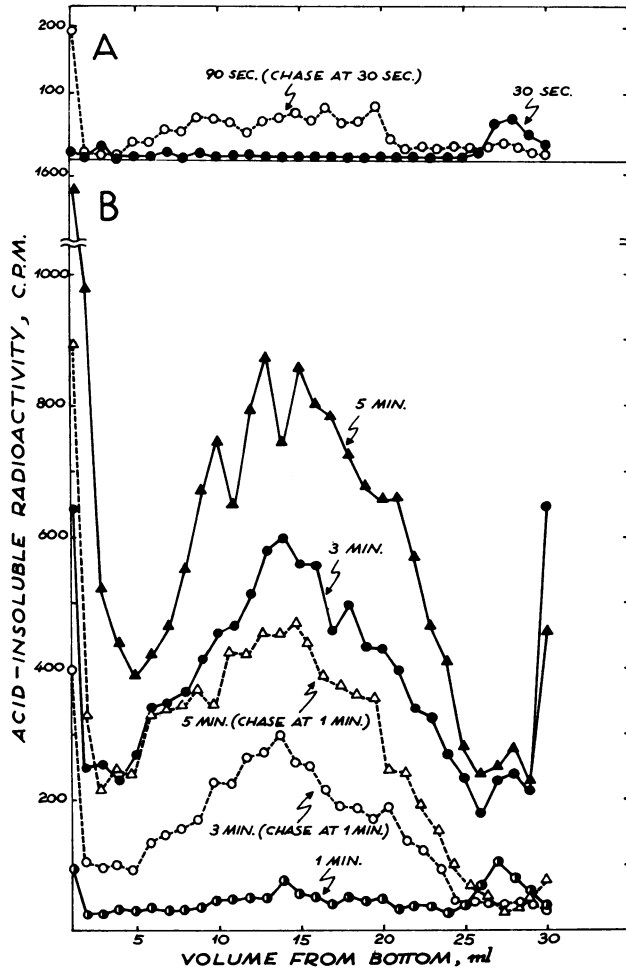 200
A
90 SEC. (CHASE AT 30 SEC.)
30 SEC.
100
1600
B
ACID-INSOLUBLE RADIOACTIVITY, C.P.M.
1000
800
5 MIN.
600
3 MIN.
400
5 MIN. (CHASE AT 1 MIN.)
200
3 MIN. (CHASE AT 1 MIN.)
1 MIN.
5 10 15 20 25 30
VOLUME FROM BOTTOM, ml